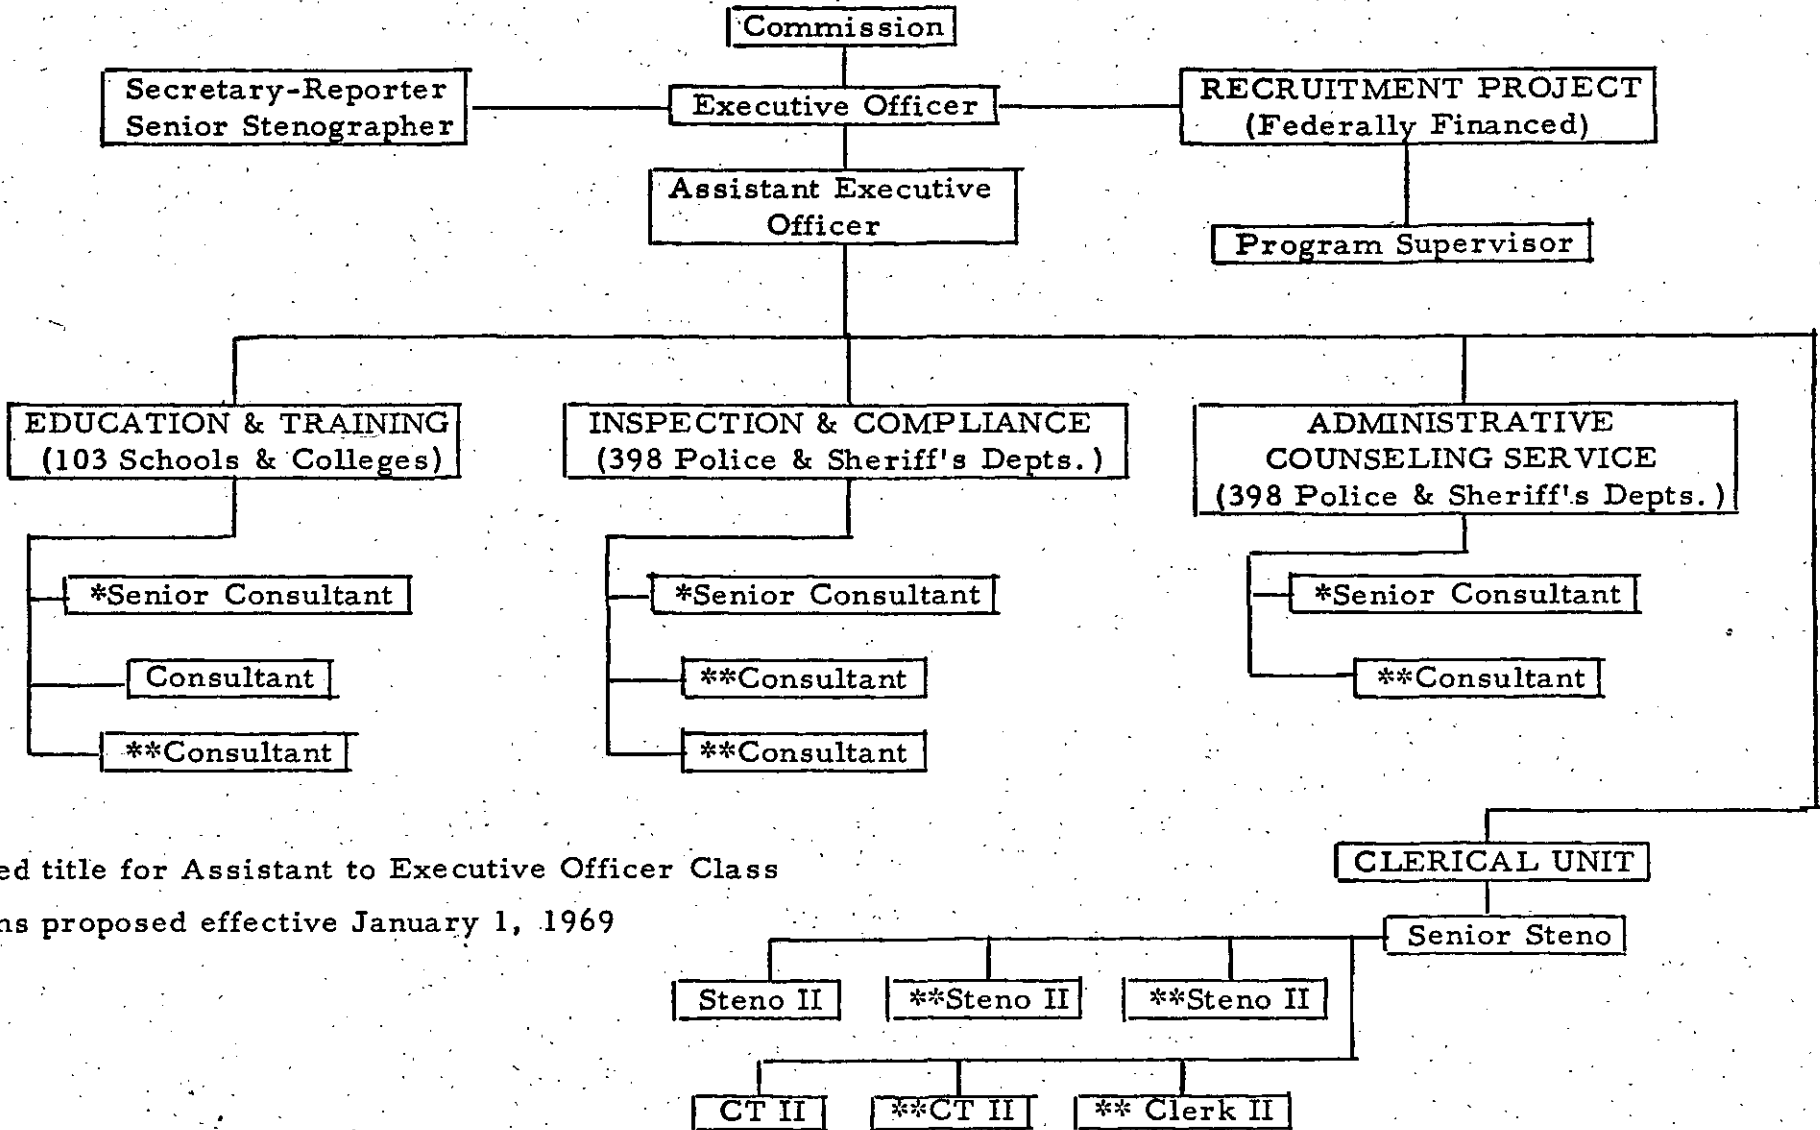 Commission
Secretary-Reporter
Senior Stenographer
Executive Officer
RECRUITMENT PROJECT
(Federally Financed)
Assistant Executive
Officer
Program Supervisor
EDUCATION & TRAINING
(103 Schools & Colleges)
INSPECTION & COMPLIANCE
(398 Police & Sheriff's Depts.)
ADMINISTRATIVE
COUNSELING SERVICE
(398 Police & Sheriff's Depts.)
*Senior Consultant
Consultant
**Consultant
*Senior Consultant
**Consultant
**Consultant
*Senior Consultant
**Consultant
ed title for Assistant to Executive Officer Class
ns proposed effective January 1, 1969
CLERICAL UNIT
Senior Steno
Steno II
**Steno II
**Steno II
CT II
**CT II
** Clerk II